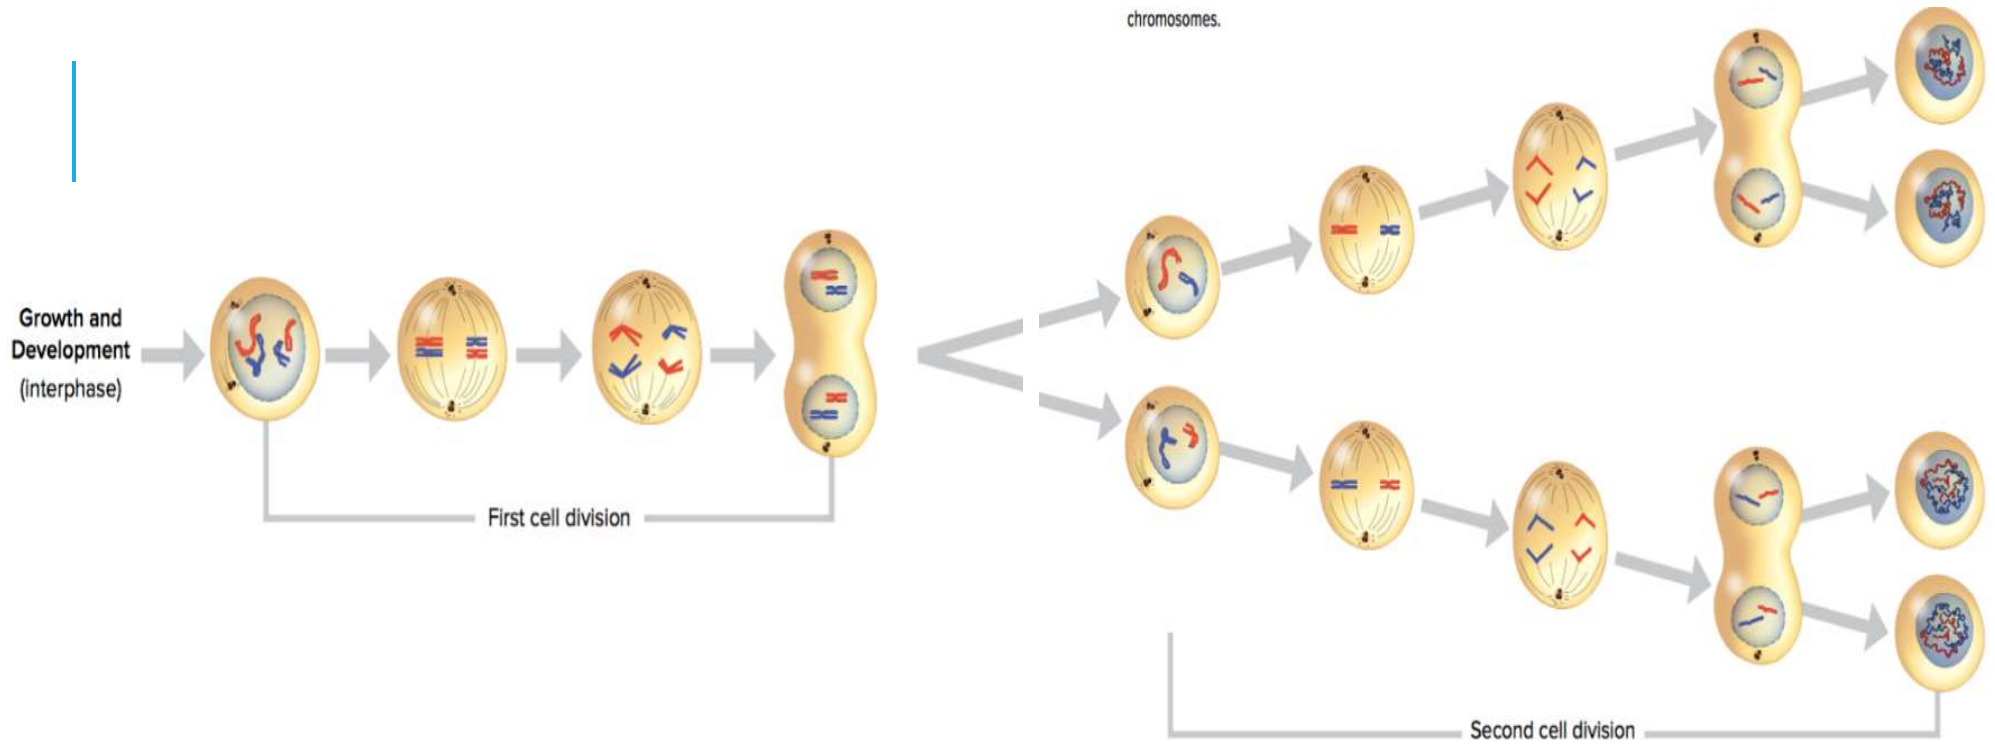 chromosomes.
Growth and
Development
(interphase)
First cell division
Second cell division